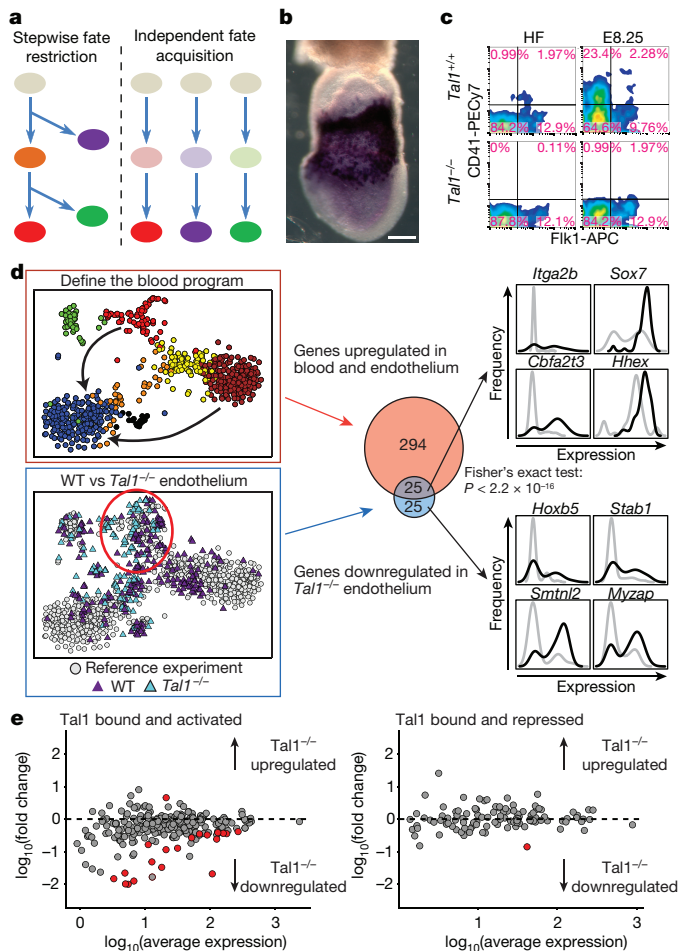 a
Stepwise fate
restriction
Independent fate
acquisition
b
c
HF
E8.25
Tal1+/+
Tal1–/–
CD41-PECy7
0.99% 1.97%
84.2% 12.9%
23.4% 2.28%
64.6% 9.76%
0% 0.11%
87.8% 12.1%
0.99% 1.97%
84.2% 12.9%
Flk1-APC
d
Define the blood program
WT vs Tal1–/– endothelium
Reference experiment
WT Tal1–/–
Genes upregulated in
blood and endothelium
294
25
25
Fisher's exact test:
P < 2.2 × 10–16
Genes downregulated in
Tal1–/– endothelium
Frequency
Itga2b Sox7
Cbfa2t3 Hhex
Expression
Frequency
Hoxb5 Stab1
Smtnl2 Myzap
Expression
e
Tal1 bound and activated
log10(fold change)
2
1
0
–1
–2
Tal1–/–
upregulated
Tal1–/–
downregulated
0 1 2 3
log10(average expression)
Tal1 bound and repressed
log10(fold change)
2
1
0
–1
–2
Tal1–/–
upregulated
Tal1–/–
downregulated
1 2 3
log10(average expression)